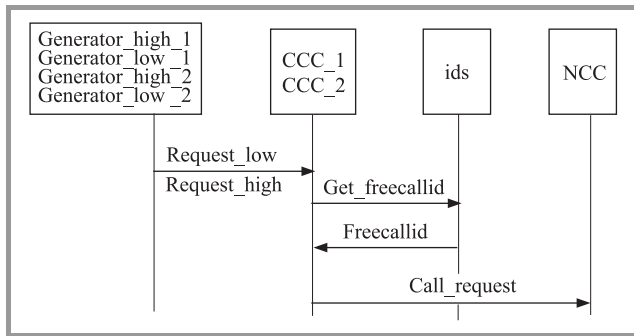 Generator_high_1
Generator_low_1
Generator_high_2
Generator_low_2
CCC_1
CCC_2
ids
NCC
Request_low
Request_high
Get_freecallid
Freecallid
Call_request